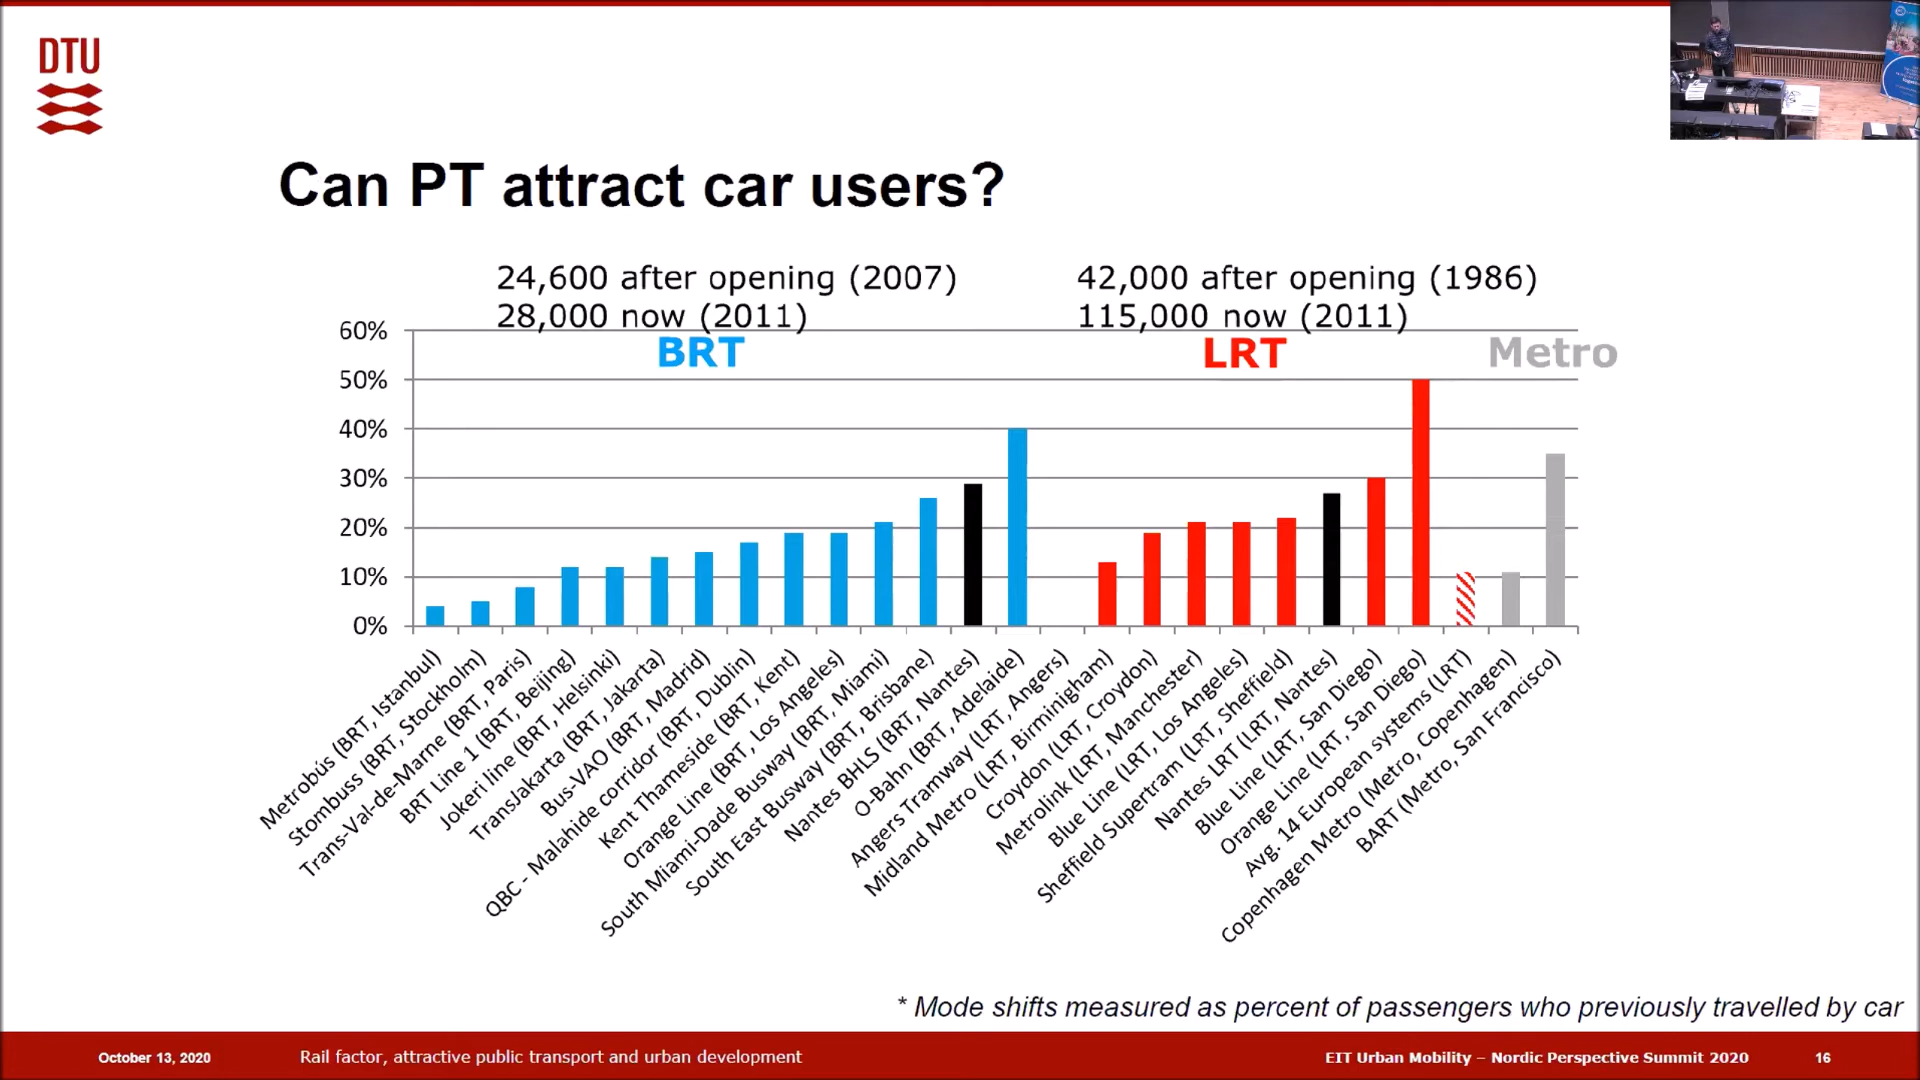 DTU
Can PT attract car users?
24,600 after opening (2007)
28,000 now (2011)
42,000 after opening (1986)
115,000 now (2011)
BRT
LRT
Metro
60%
50%
40%
30%
20%
10%
0%
Metrobús (BRT, Istanbul)
Stombuss (BRT, Stockholm)
Trans-Val-de-Marne (BRT, Paris)
BRT Line 1 (BRT, Beijing)
Jokeri line (BRT, Helsinki)
TransJakarta (BRT, Jakarta)
Bus-VAO (BRT, Madrid)
QBC - Malahide corridor (BRT, Dublin)
Kent Thameside (BRT, Kent)
Orange Line (BRT, Los Angeles)
South Miami-Dade Busway (BRT, Miami)
South East Busway (BRT, Brisbane)
Nantes BHLS (BRT, Nantes)
O-Bahn (BRT, Adelaide)
Angers Tramway (LRT, Angers)
Midland Metro (LRT, Birminigham)
Croydon (LRT, Croydon)
Metrolink (LRT, Manchester)
Blue Line (LRT, Los Angeles)
Sheffield Supertram (LRT, Sheffield)
Nantes LRT (LRT, Nantes)
Blue Line (LRT, San Diego)
Orange Line (LRT, San Diego)
Avg. 14 European systems (LRT)
Copenhagen Metro (Metro, Copenhagen)
BART (Metro, San Francisco)
* Mode shifts measured as percent of passengers who previously travelled by car
October 13, 2020
Rail factor, attractive public transport and urban development
EIT Urban Mobility – Nordic Perspective Summit 2020
16